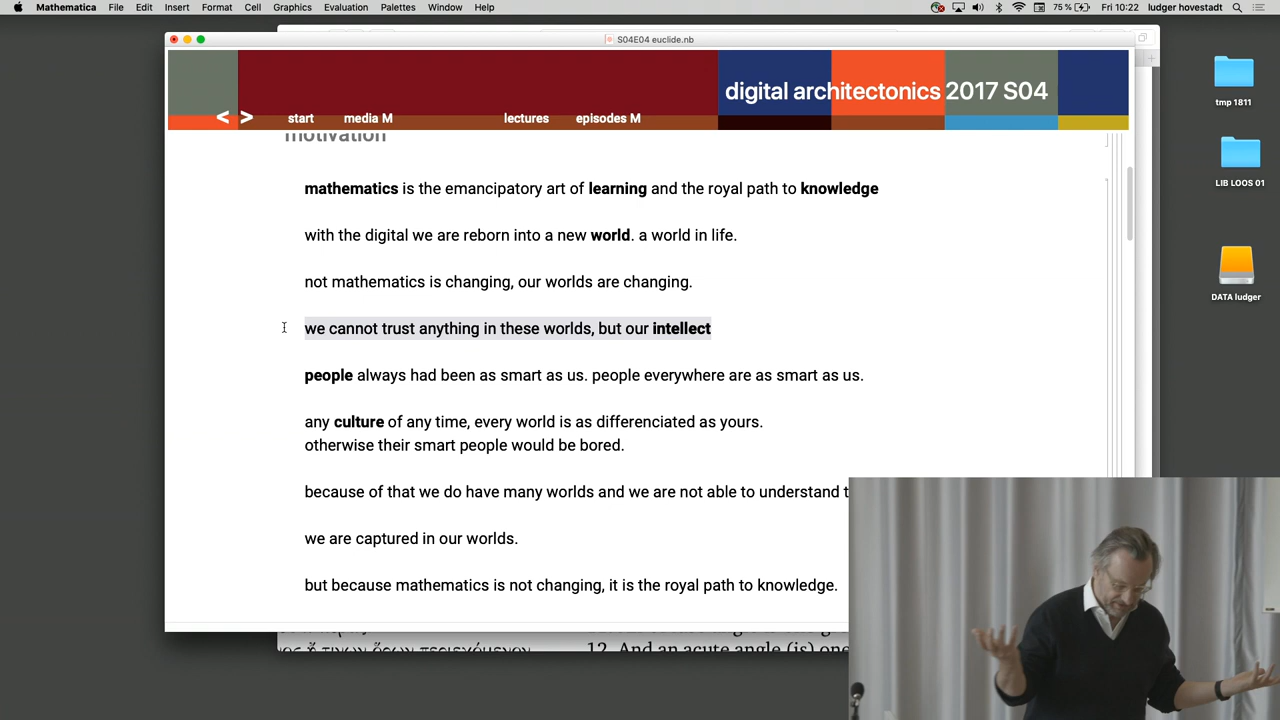 Mathematica File Edit Insert Format Cell Graphics Evaluation Palettes Window Help 75 % Fri 10:22 ludger hovestadt
S04E04 euclide.nb
digital architectonics 2017 S04
< > start media M lectures episodes M
motivation
mathematics is the emancipatory art of learning and the royal path to knowledge
with the digital we are reborn into a new world. a world in life.
not mathematics is changing, our worlds are changing.
we cannot trust anything in these worlds, but our intellect
people always had been as smart as us. people everywhere are as smart as us.
any culture of any time, every world is as differenciated as yours.
otherwise their smart people would be bored.
because of that we do have many worlds and we are not able to understand
we are captured in our worlds.
but because mathematics is not changing, it is the royal path to knowledge.
12. And an acute angle (is) one
tmp 1811
LIB LOOS 01
DATA ludger